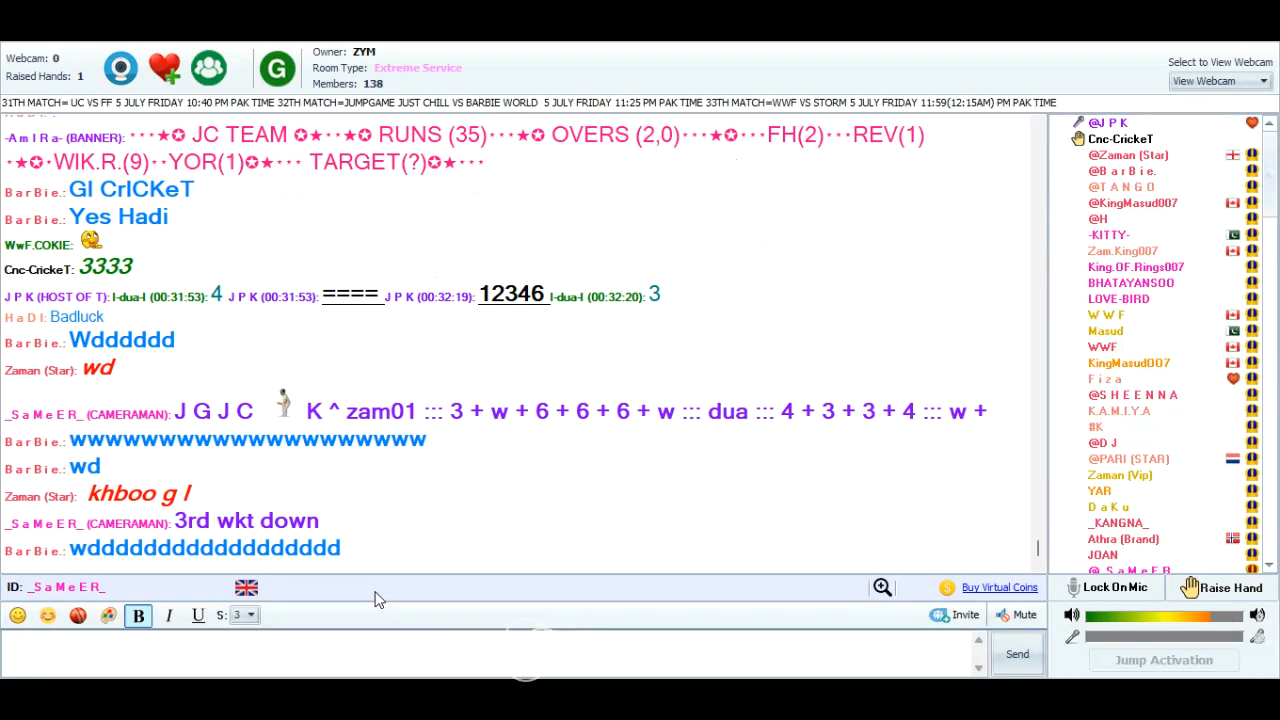 Webcam: 0
Raised Hands: 1
G
Owner: ZYM
Room Type: Extreme Service
Members: 138
Select to View Webcam
View Webcam
31TH MATCH= UC VS FF 5 JULY FRIDAY 10:40 PM PAK TIME 32TH MATCH=JUMPGAME JUST CHILL VS BARBIE WORLD 5 JULY FRIDAY 11:25 PM PAK TIME 33TH MATCH=WWF VS STORM 5 JULY FRIDAY 11:59(12:15AM) PM PAK TIME
-A m I R a- (BANNER): ···★✪ JC TEAM ✪★··★✪ RUNS (35)···★✪ OVERS (2,0)···★✪···FH(2)···REV(1)
·★✪·WIK.R.(9)··YOR(1)✪★··· TARGET(?)✪★···
B a r B i e.: Gl CrICKeT
B a r B i e.: Yes Hadi
WwF.COKIE:
Cnc-CrickeT: 3333
J P K (HOST OF T): I-dua-I (00:31:53): 4 J P K (00:31:53): ==== J P K (00:32:19): 12346 I-dua-I (00:32:20): 3
H a D I: Badluck
B a r B i e.: Wdddddd
Zaman (Star): wd
_S a M e E R_ (CAMERAMAN): J G J C K ^ zam01 ::: 3 + w + 6 + 6 + 6 + w ::: dua ::: 4 + 3 + 3 + 4 ::: w +
B a r B i e.: wwwwwwwwwwwwwwwwwwww
B a r B i e.: wd
Zaman (Star): khboo g l
_S a M e E R_ (CAMERAMAN): 3rd wkt down
B a r B i e.: wdddddddddddddddddd
@J P K
Cnc-CrickeT
@Zaman (Star)
@B a r B i e.
@T A N G O
@KingMasud007
@H
-KITTY-
Zam.King007
King.OF.Rings007
BHATAYANSOO
LOVE-BIRD
W W F
Masud
WWF
KingMasud007
F i z a
@S H E E N N A
K.A.M.I.Y.A
#K
@D J
@PARI (STAR)
Zaman (Vip)
YAR
D a K u
_KANGNA_
Athra (Brand)
JOAN
@_S a M e E R_
ID: _S a M e E R_
Buy Virtual Coins
Lock On Mic
Raise Hand
B I U S: 3
Invite
Mute
Send
Jump Activation